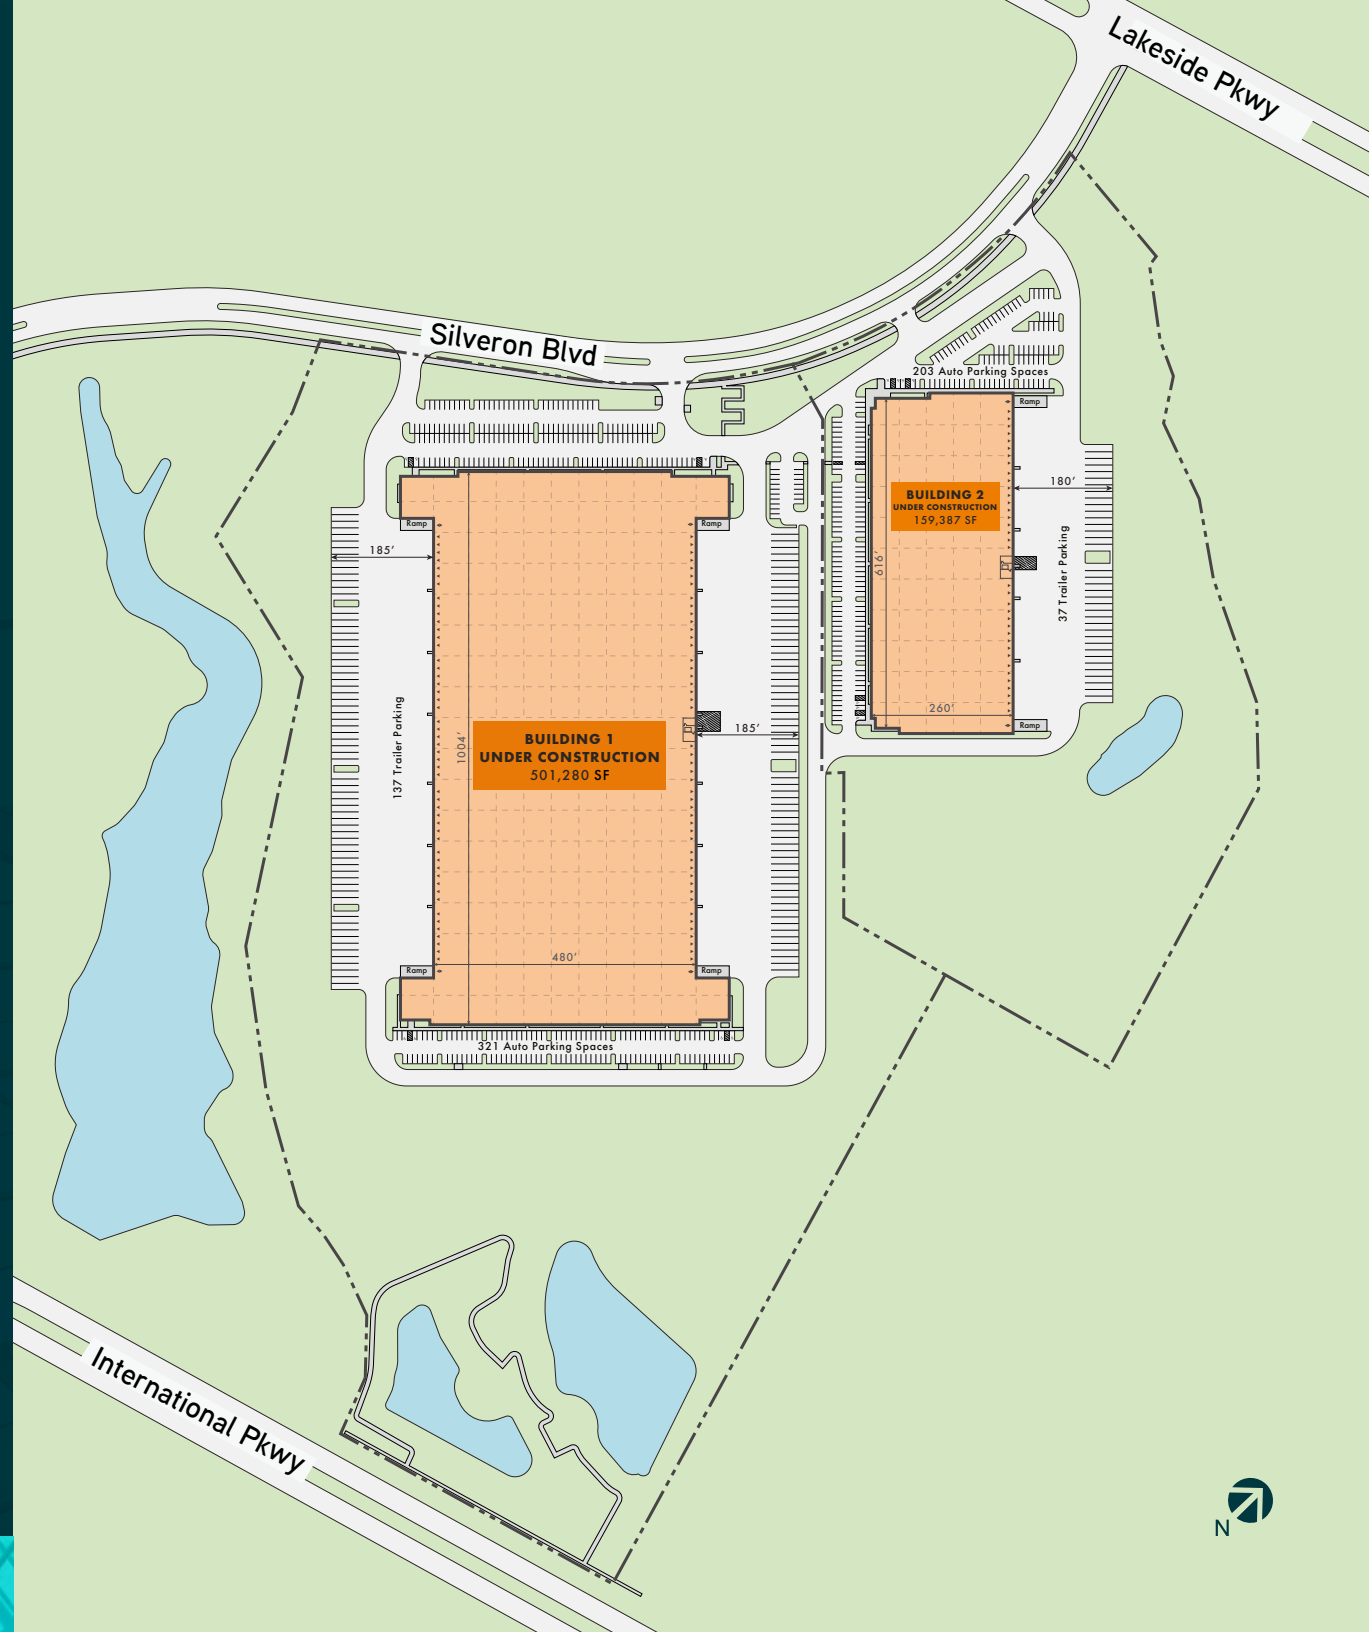 Lakeside Pkwy
Silveron Blvd
203 Auto Parking Spaces
Ramp
180’
BUILDING 2
UNDER CONSTRUCTION
159,387 SF
616’
37 Trailer Parking
260’
Ramp
Ramp
Ramp
185’
137 Trailer Parking
1004’
BUILDING 1
UNDER CONSTRUCTION
501,280 SF
185’
480’
Ramp
Ramp
321 Auto Parking Spaces
International Pkwy
N